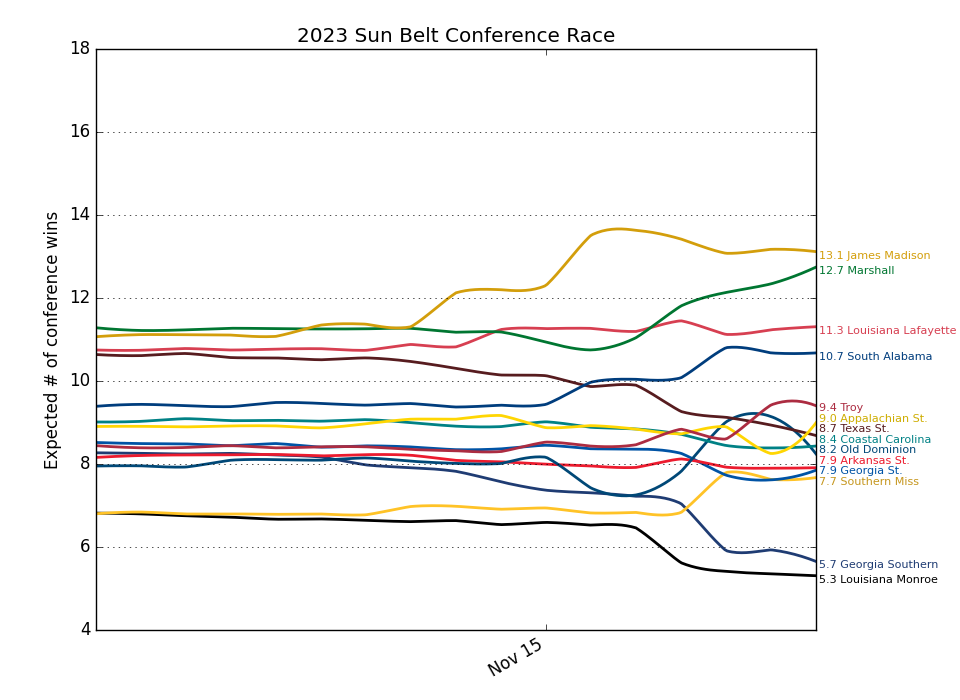 2023 Sun Belt Conference Race
18
16
14
12
10
8
6
4
Expected # of conference wins
Nov 15
13.1 James Madison
12.7 Marshall
11.3 Louisiana Lafayette
10.7 South Alabama
9.4 Troy
9.0 Appalachian St.
8.7 Texas St.
8.4 Coastal Carolina
8.2 Old Dominion
7.9 Arkansas St.
7.9 Georgia St.
7.7 Southern Miss
5.7 Georgia Southern
5.3 Louisiana Monroe